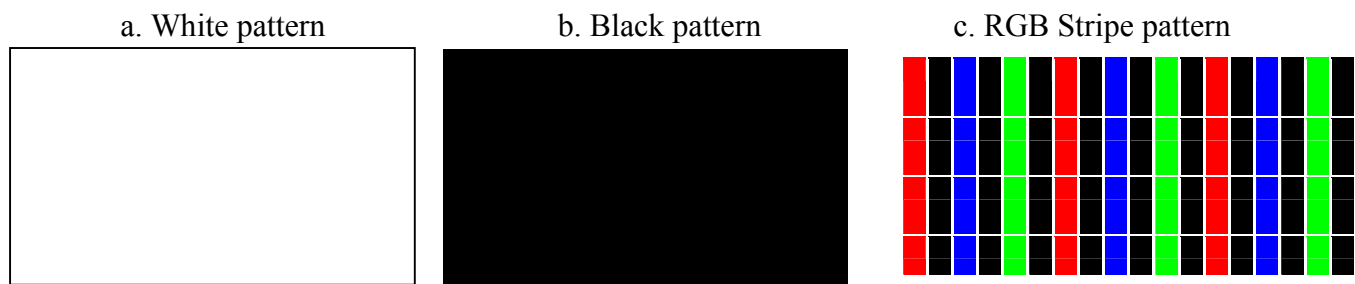 a. White pattern
b. Black pattern
c. RGB Stripe pattern